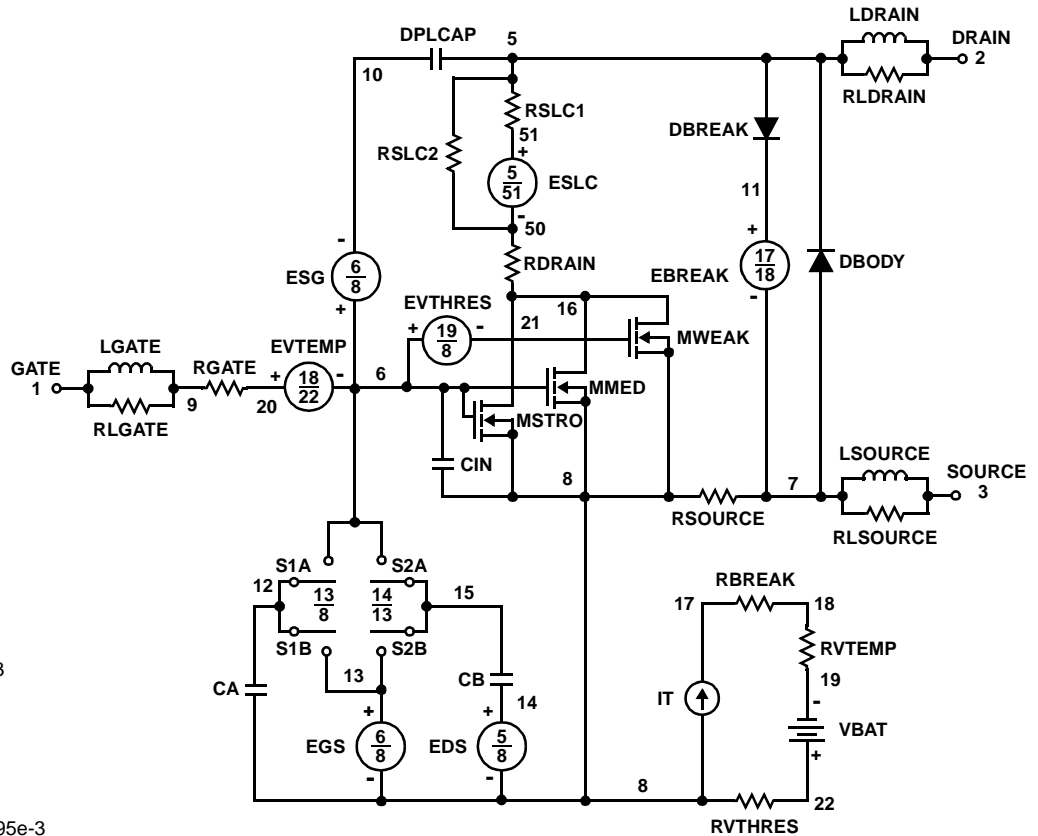 LDRAIN
DPLCAP 5 DRAIN
2
10
RLDRAIN
RSLC1
DBREAK
51
+
RSLC2
5
51
ESLC
11
-
50
+
-
RDRAIN
17
18
EBREAK
DBODY
ESG
6
8
EVTHRES
16
-
+
+
19
8
-
21
MWEAK
LGATE
EVTEMP
GATE
1
RGATE
+
18
22
-
6
MMED
9
20
MSTRO
RLGATE
LSOURCE
CIN
8
7
SOURCE
3
RSOURCE
RLSOURCE
S1A
S2A
12
13
8
14
13
15
RBREAK
17
18
S1B
S2B
RVTEMP
13
CB
19
CA
14
IT
-
+
+
VBAT
EGS
6
8
EDS
5
8
+
-
-
8
22
RVTHRES
3
95e-3